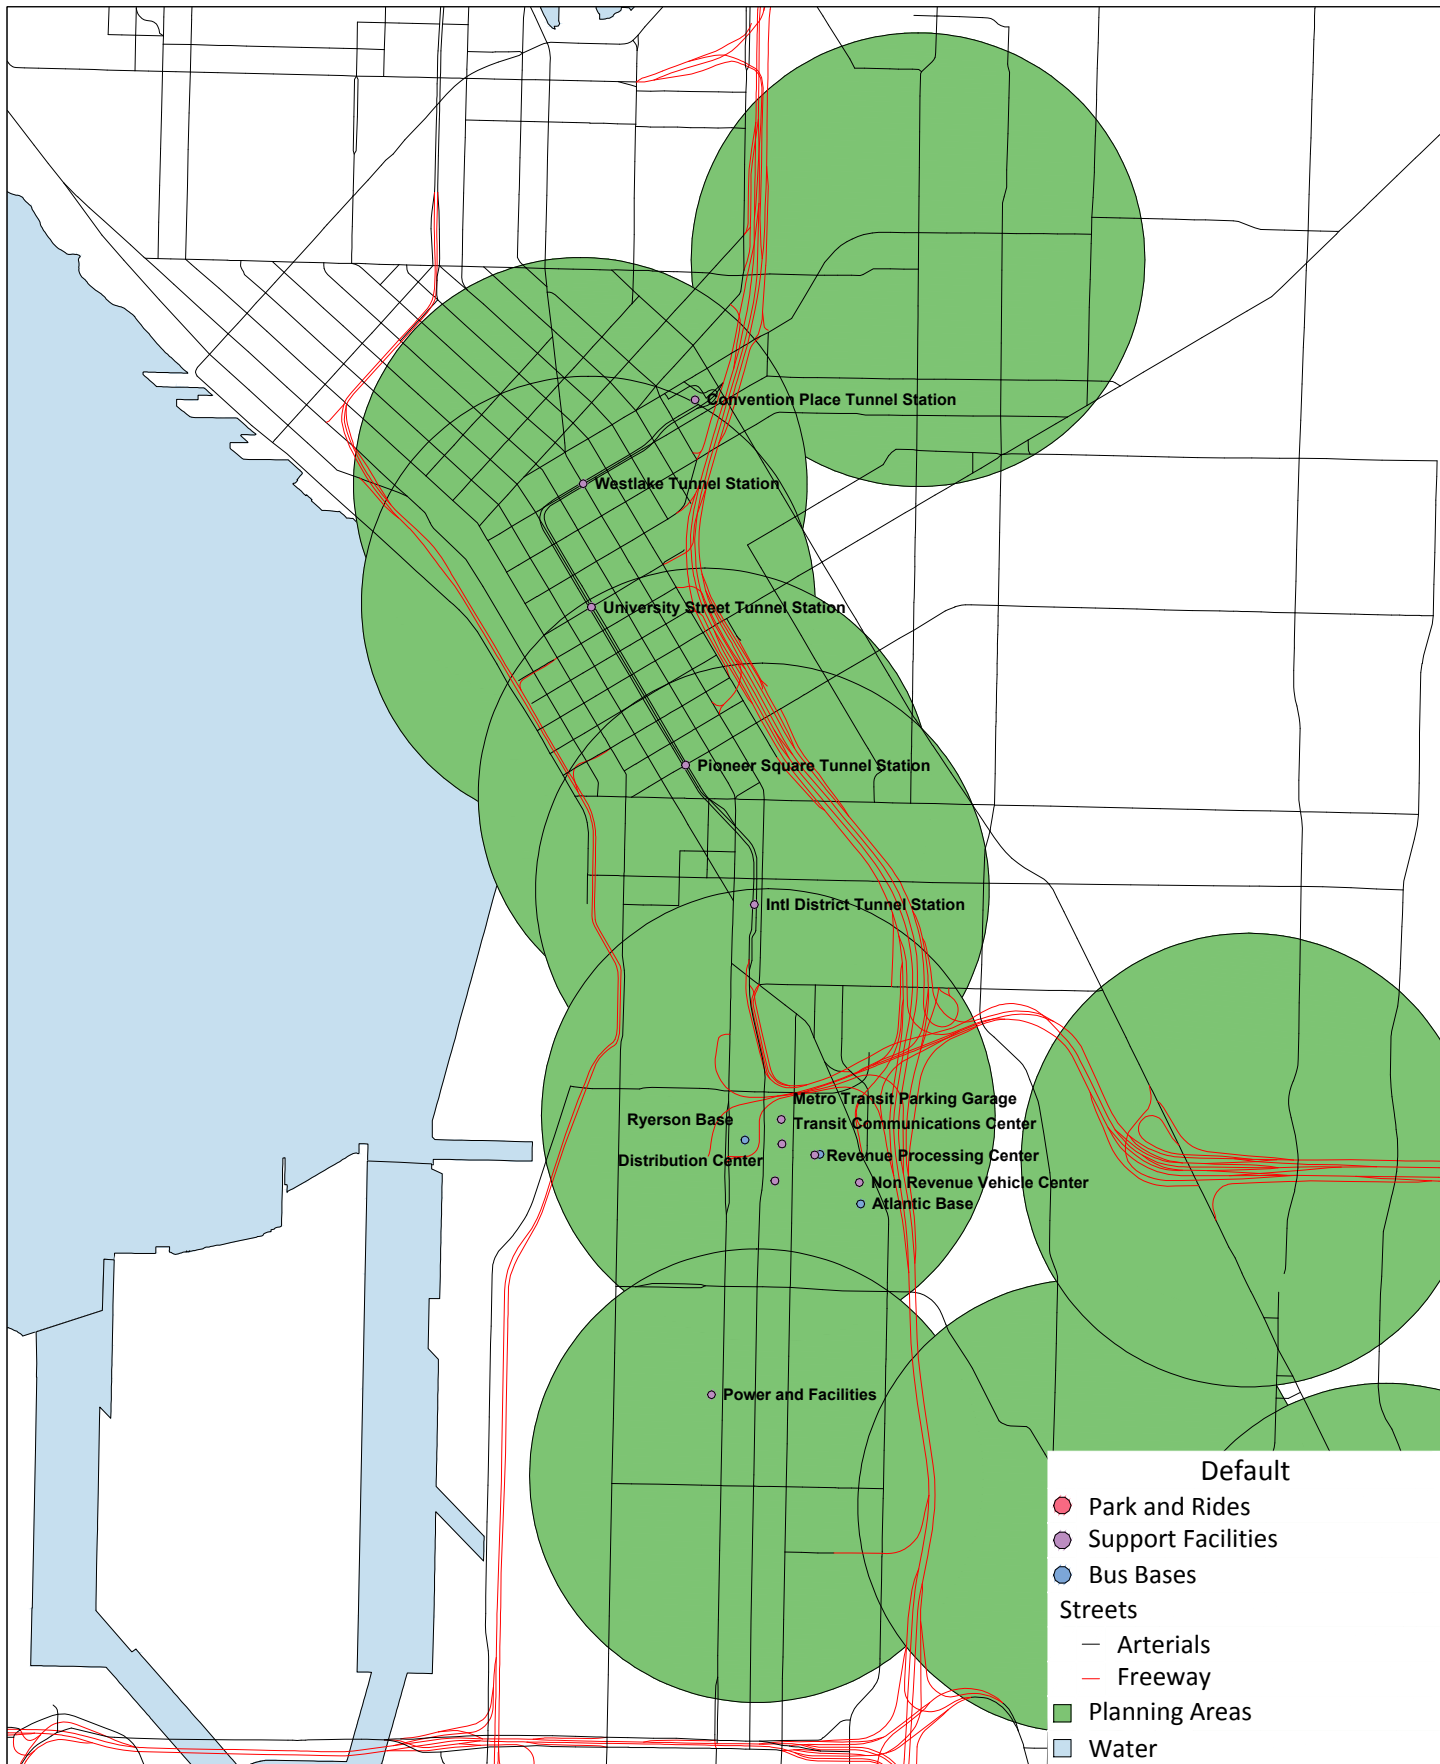 Convention Place Tunnel Station
Westlake Tunnel Station
University Street Tunnel Station
Pioneer Square Tunnel Station
Intl District Tunnel Station
Metro Transit Parking Garage
Ryerson Base
Transit Communications Center
Distribution Center
Revenue Processing Center
Non Revenue Vehicle Center
Atlantic Base
Power and Facilities
Default
Park and Rides
Support Facilities
Bus Bases
Streets
Arterials
Freeway
Planning Areas
Water